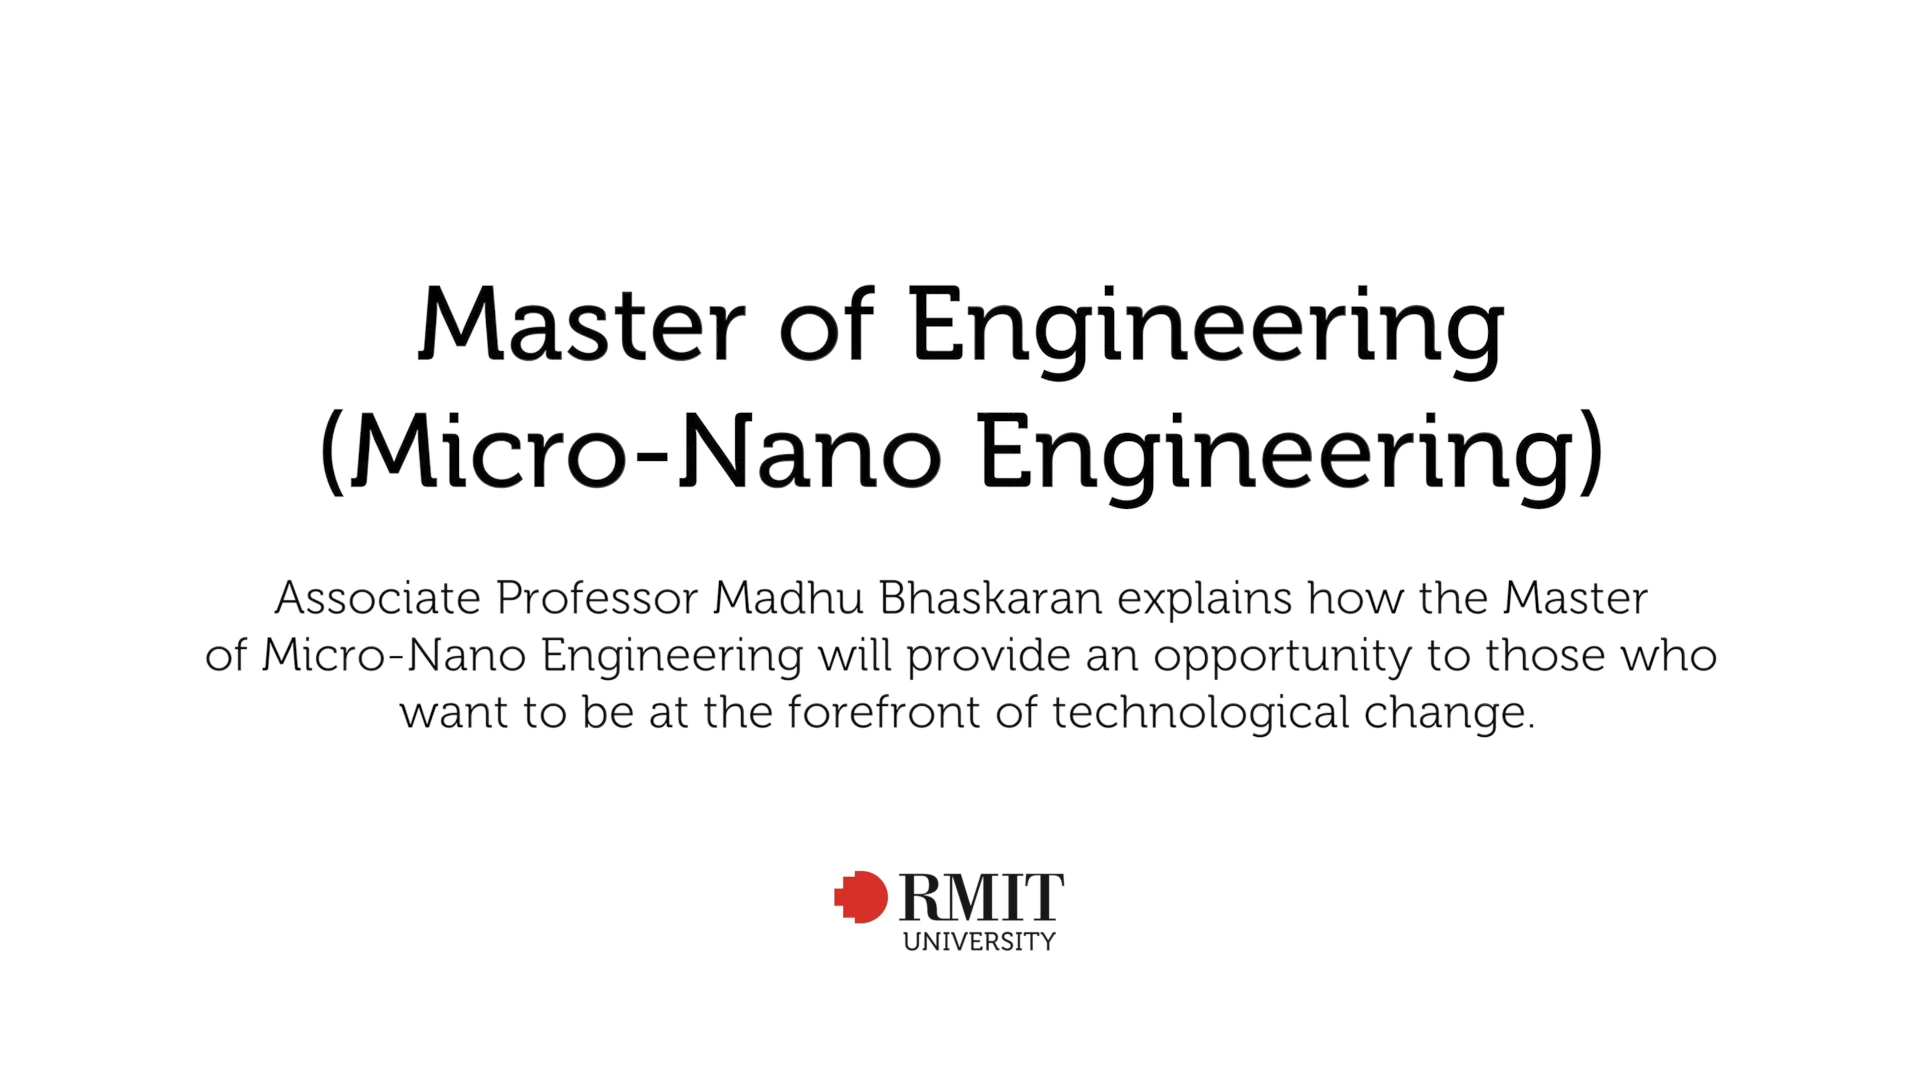 Master of Engineering
(Micro-Nano Engineering)
Associate Professor Madhu Bhaskaran explains how the Master
of Micro-Nano Engineering will provide an opportunity to those who
want to be at the forefront of technological change.
RMIT
UNIVERSITY